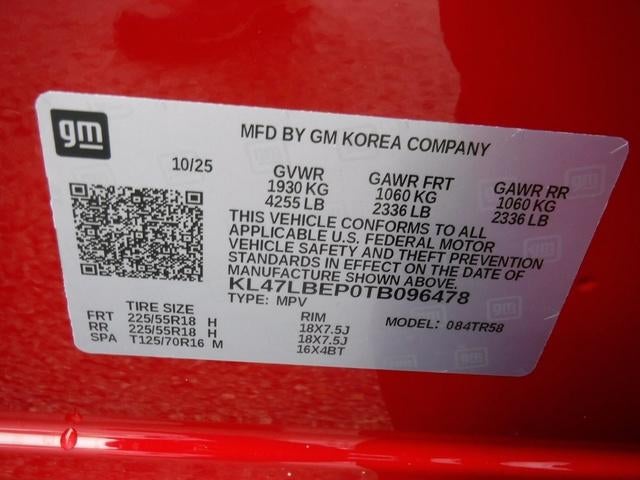 gm
MFD BY GM KOREA COMPANY
10/25
GVWR
1930 KG
4255 LB
GAWR FRT
1060 KG
2336 LB
GAWR RR
1060 KG
2336 LB
THIS VEHICLE CONFORMS TO ALL
APPLICABLE U.S. FEDERAL MOTOR
VEHICLE SAFETY AND THEFT PREVENTION
STANDARDS IN EFFECT ON THE DATE OF
MANUFACTURE SHOWN ABOVE.
KL47LBEP0TB096478
TYPE: MPV
MODEL: 084TR58
TIRE SIZE RIM
FRT 225/55R18 H 18X7.5J
RR 225/55R18 H 18X7.5J
SPA T125/70R16 M 16X4BT